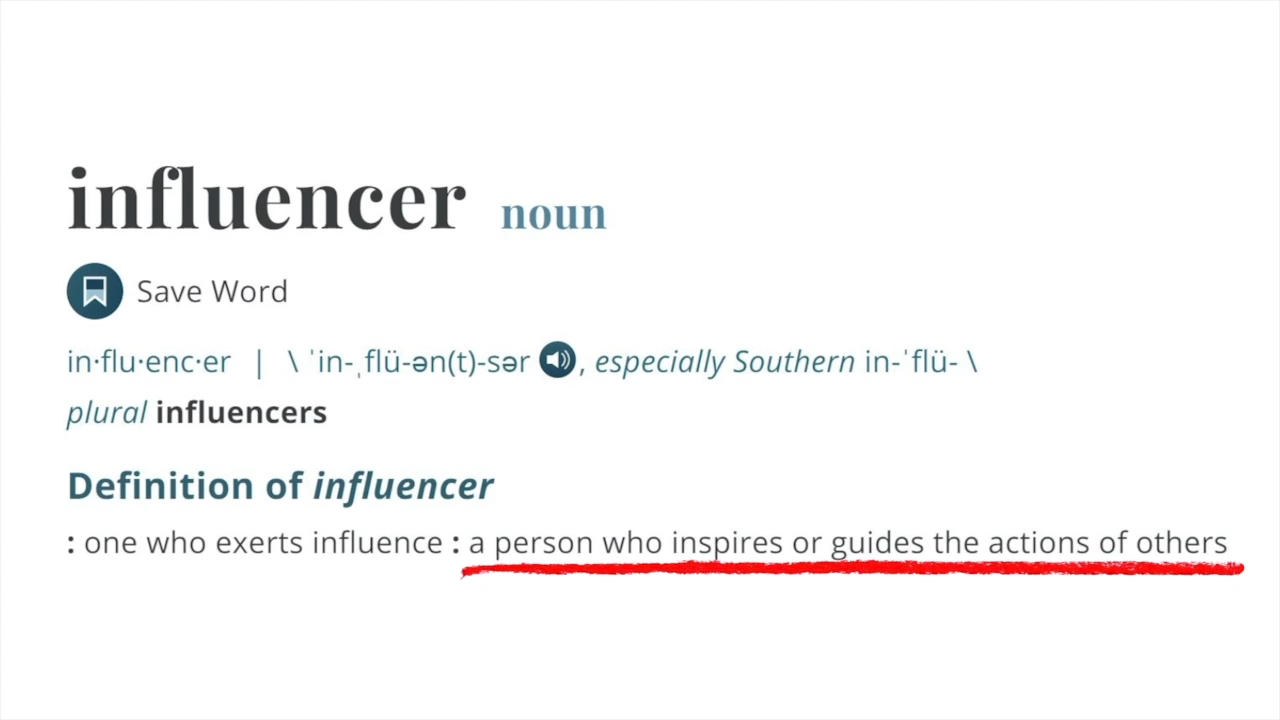 influencer noun
Save Word
in·flu·enc·er | \ ˈin-ˌflü-ən(t)-sər , especially Southern in-ˈflü- \
plural influencers
Definition of influencer
: one who exerts influence : a person who inspires or guides the actions of others